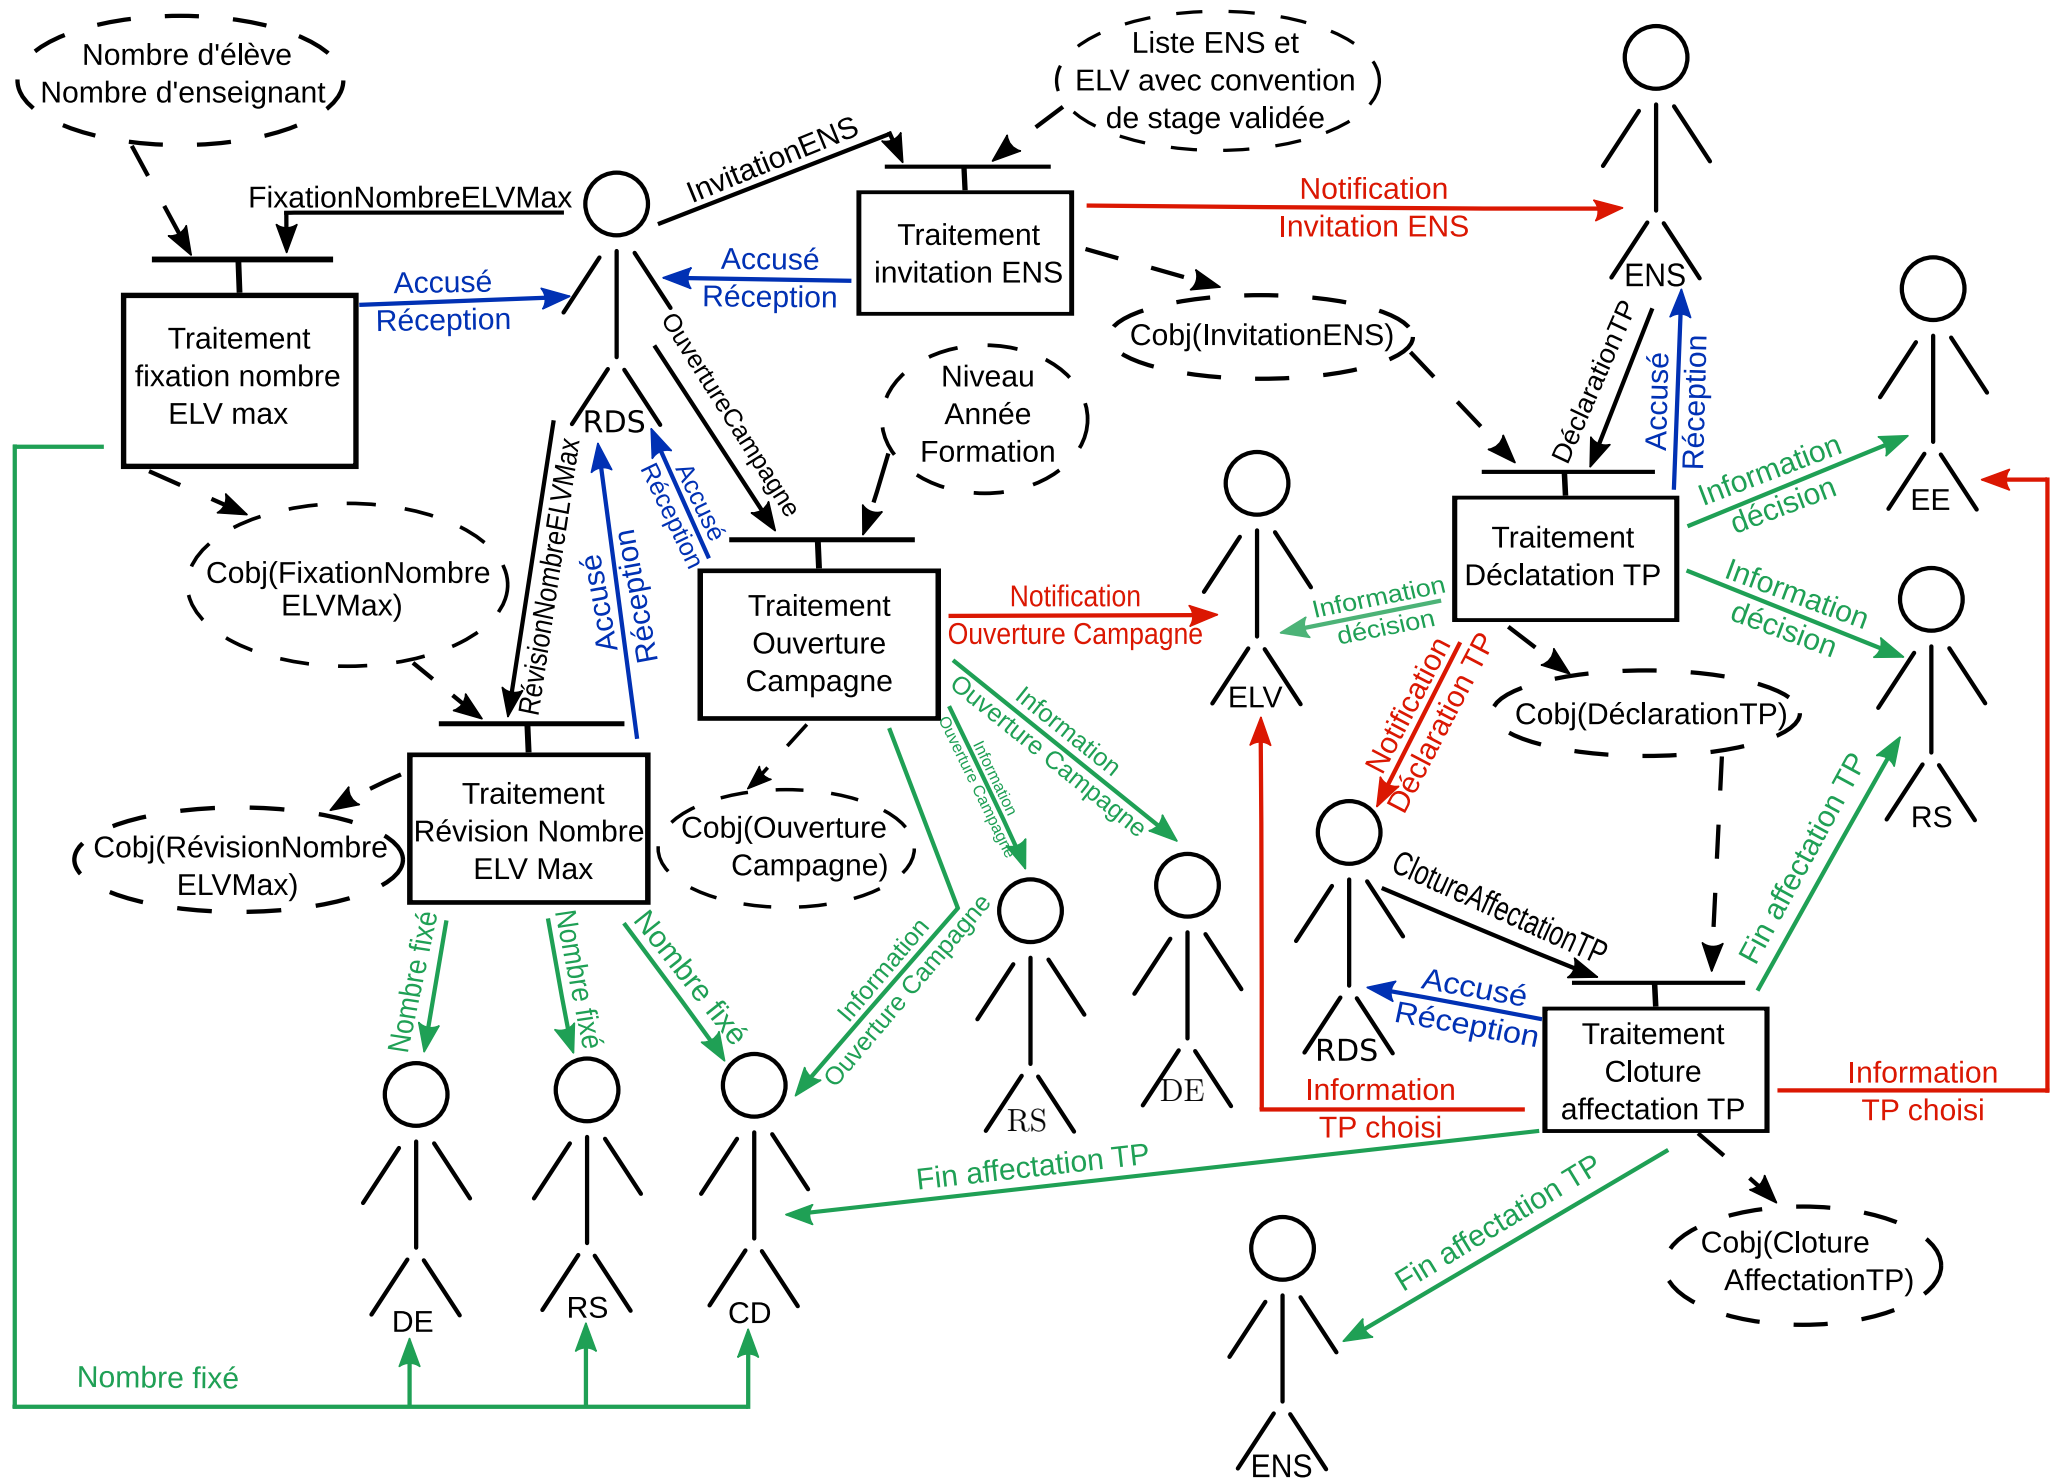 Nombre d'élève
Nombre d'enseignant
Liste ENS et
ELV avec convention
de stage validée
InvitationENS
FixationNombreELVMax
Notification
Invitation ENS
Traitement
invitation ENS
Accusé
Réception
Accusé
Réception
ENS
Traitement
fixation nombre
ELV max
Cobj(InvitationENS)
DéclarationTP
Accusé
Réception
OuvertureCampagne
Niveau
Année
Formation
RDS
RévisionNombreELVMax
Accusé
Réception
Accusé
Réception
Information
décision
EE
Traitement
Déclatation TP
Cobj(FixationNombre
ELVMax)
Traitement
Ouverture
Campagne
Notification
Ouverture Campagne
Information
décision
Information
décision
ELV
Notification
Déclaration TP
Cobj(DéclarationTP)
Information
Ouverture Campagne
Information
Ouverture Campagne
Traitement
Révision Nombre
ELV Max
Cobj(RévisionNombre
ELVMax)
Cobj(Ouverture
Campagne)
RS
Fin affectation TP
ClotureAffectationTP
Nombre fixé
Nombre fixé
Nombre fixé
Information
Ouverture Campagne
Accusé
Réception
RDS
Traitement
Cloture
affectation TP
Information
TP choisi
Information
TP choisi
DE
RS
Fin affectation TP
Fin affectation TP
Cobj(Cloture
AffectationTP)
DE
RS
CD
Nombre fixé
ENS